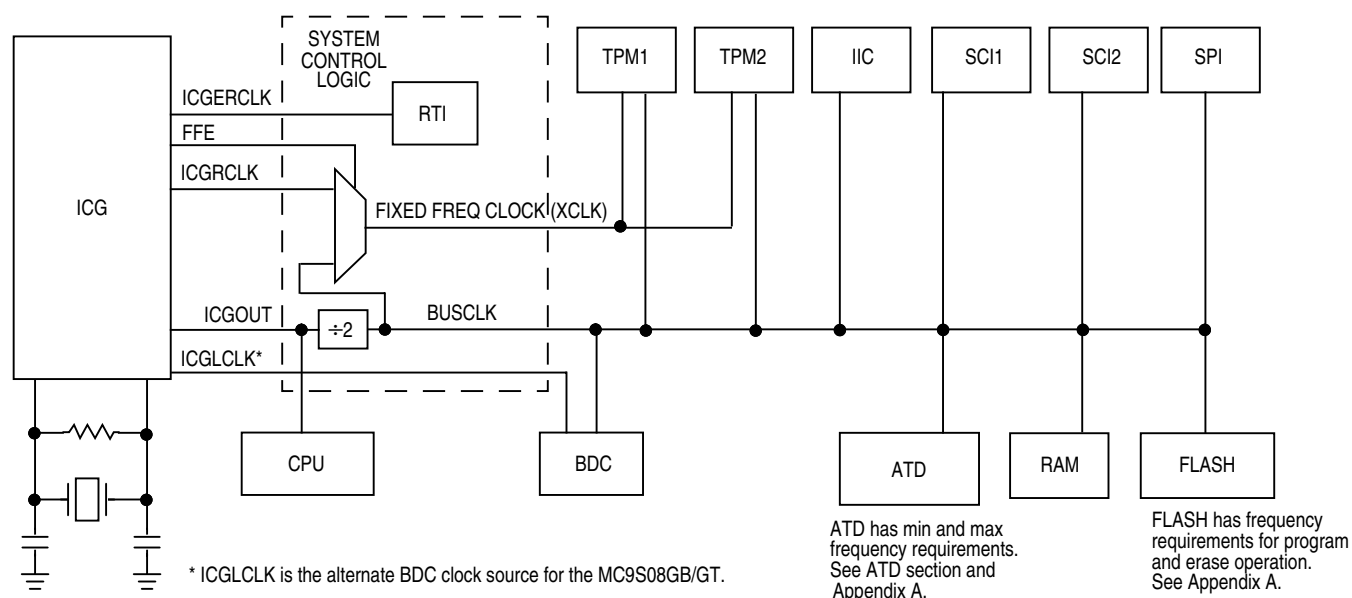 SYSTEM
CONTROL
LOGIC
TPM1
TPM2
IIC
SCI1
SCI2
SPI
ICGERCLK
RTI
FFE
ICGRCLK
ICG
FIXED FREQ CLOCK (XCLK)
ICGOUT
÷2
BUSCLK
ICGLCLK*
CPU
BDC
ATD
RAM
FLASH
ATD has min and max
frequency requirements.
See ATD section and
Appendix A.
FLASH has frequency
requirements for program
and erase operation.
See Appendix A.
* ICGLCLK is the alternate BDC clock source for the MC9S08GB/GT.